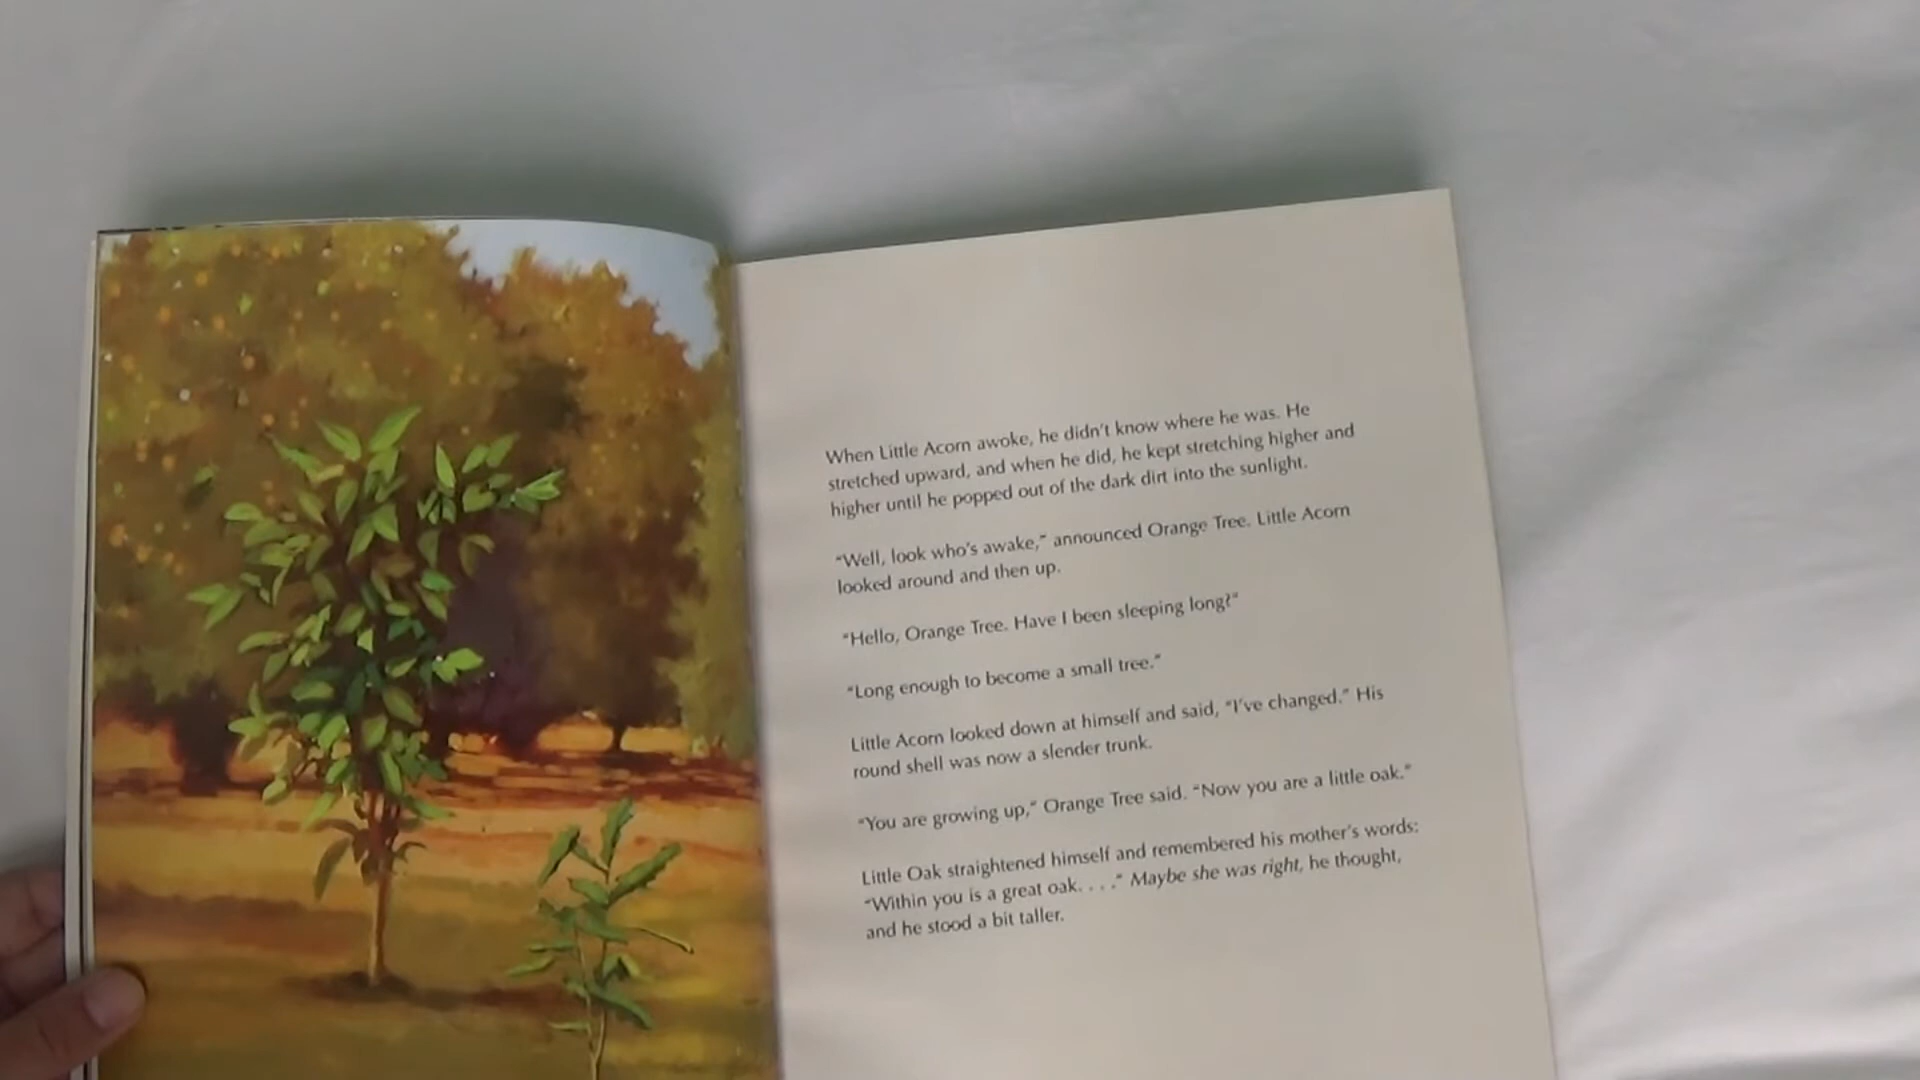 When Little Acorn awoke, he didn't know where he was. He
stretched upward, and when he did, he kept stretching higher and
higher until he popped out of the dark dirt into the sunlight.
“Well, look who's awake,” announced Orange Tree. Little Acorn
looked around and then up.
“Hello, Orange Tree. Have I been sleeping long?”
“Long enough to become a small tree.”
Little Acorn looked down at himself and said, “I've changed.” His
round shell was now a slender trunk.
“You are growing up,” Orange Tree said. “Now you are a little oak.”
Little Oak straightened himself and remembered his mother's words:
“Within you is a great oak. . . .” Maybe she was right, he thought,
and he stood a bit taller.